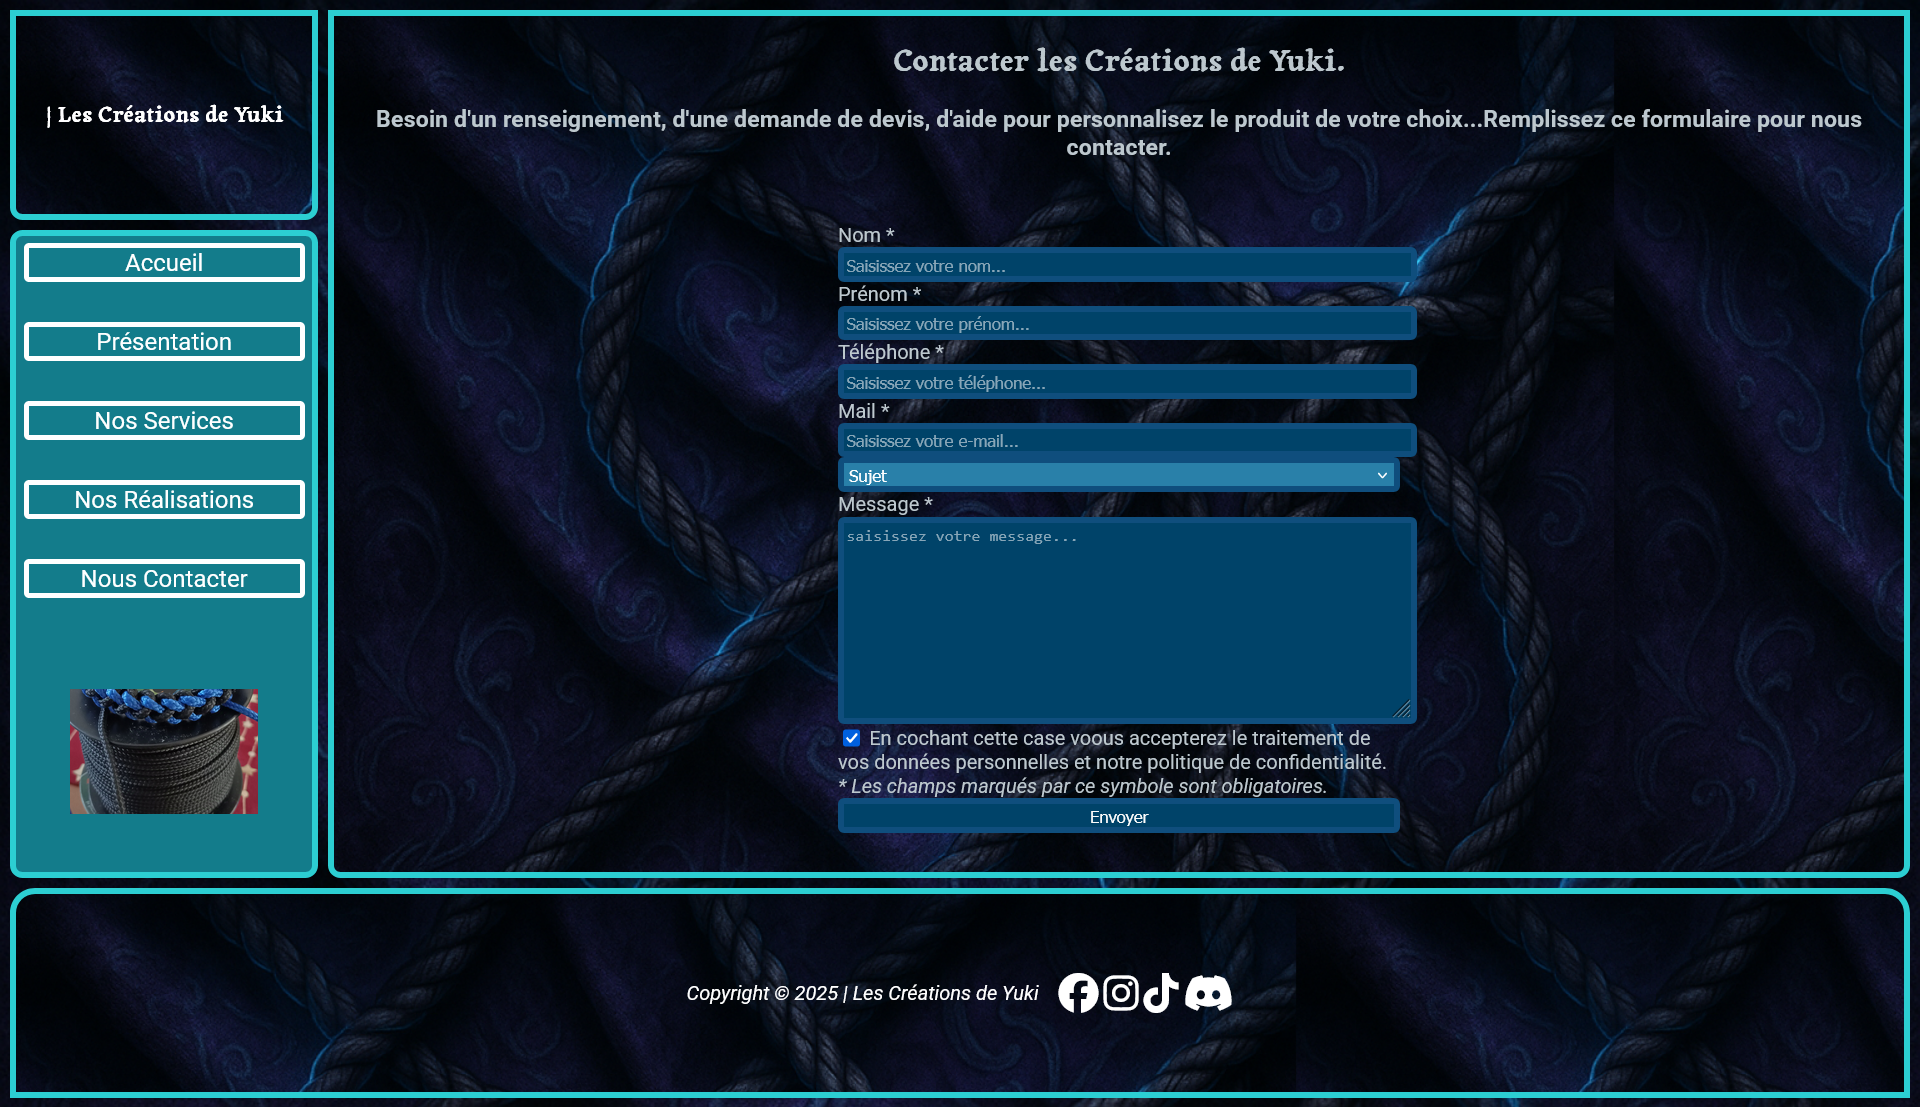 | Les Créations de Yuki
Accueil
Présentation
Nos Services
Nos Réalisations
Nous Contacter
Contacter les Créations de Yuki.
Besoin d'un renseignement, d'une demande de devis, d'aide pour personnalisez le produit de votre choix...Remplissez ce formulaire pour nous
contacter.
Nom *
Saisissez votre nom...
Prénom *
Saisissez votre prénom...
Téléphone *
Saisissez votre téléphone...
Mail *
Saisissez votre e-mail...
Sujet
Message *
saisissez votre message...
En cochant cette case voous accepterez le traitement de
vos données personnelles et notre politique de confidentialité.
* Les champs marqués par ce symbole sont obligatoires.
Envoyer
Copyright © 2025 | Les Créations de Yuki